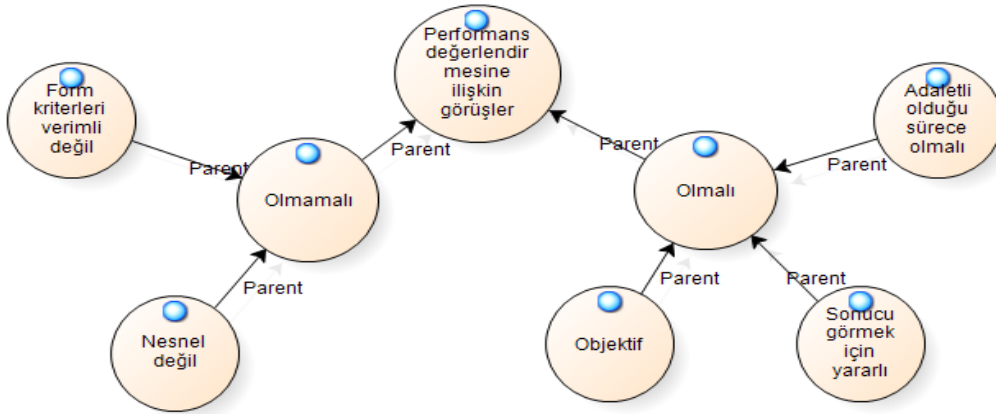 Performans
değerlendir
mesine
ilişkin
görüşler
Form
kriterleri
verimli
değil
Adaletli
olduğu
sürece
olmalı
Parent
Parent
Parent
Parent
Olmamalı
Olmalı
Parent
Parent
Parent
Nesnel
değil
Objektif
Sonucu
görmek
için
yararlı